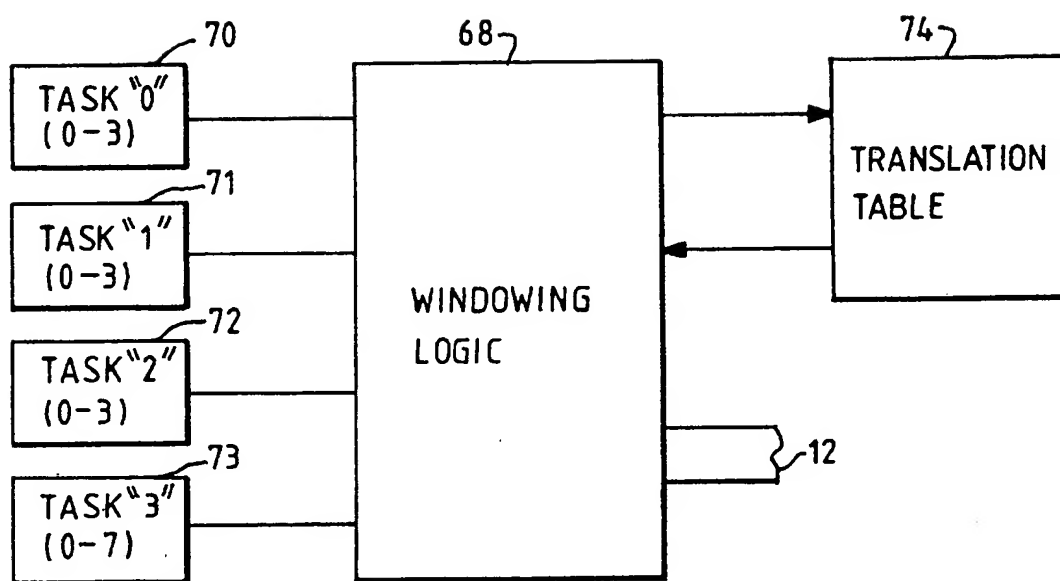 70
TASK "0"
(0-3)
71
TASK "1"
(0-3)
72
TASK "2"
(0-3)
73
TASK "3"
(0-7)
68
WINDOWING
LOGIC
74
TRANSLATION
TABLE
12